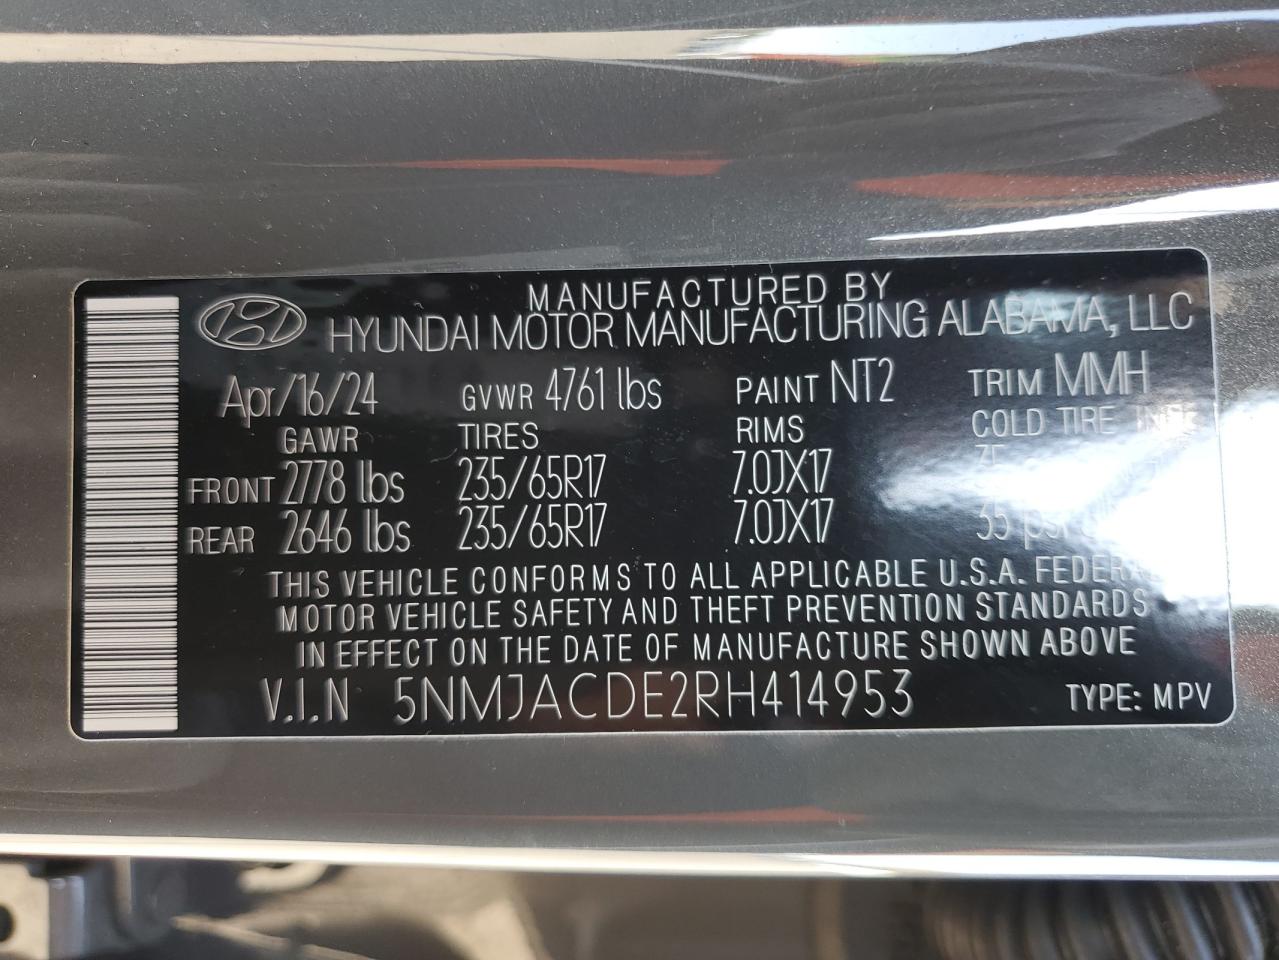 MANUFACTURED BY
HYUNDAI MOTOR MANUFACTURING ALABAMA, LLC
Apr/16/24 GVWR 4761 lbs PAINT NT2 TRIM MMH
GAWR TIRES RIMS COLD TIRE
FRONT 2778 lbs 235/65R17 7.0JX17
REAR 2646 lbs 235/65R17 7.0JX17 35 psi
THIS VEHICLE CONFORMS TO ALL APPLICABLE U.S.A. FEDERAL
MOTOR VEHICLE SAFETY AND THEFT PREVENTION STANDARDS
IN EFFECT ON THE DATE OF MANUFACTURE SHOWN ABOVE
V.I.N 5NMJACDE2RH414953 TYPE: MPV